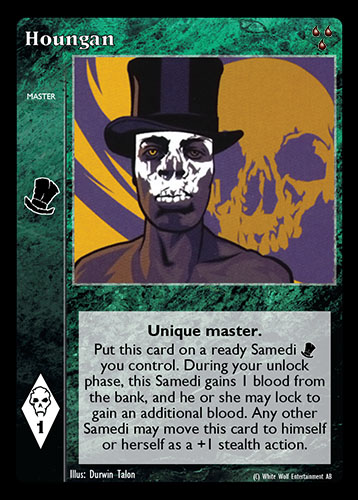 Houngan
MASTER
Unique master.
Put this card on a ready Samedi
you control. During your unlock
phase, this Samedi gains 1 blood from
the bank, and he or she may lock to
gain an additional blood. Any other
Samedi may move this card to himself
or herself as a +1 stealth action.
1
Illus: Durwin Talon
(C) White Wolf Entertainment AB